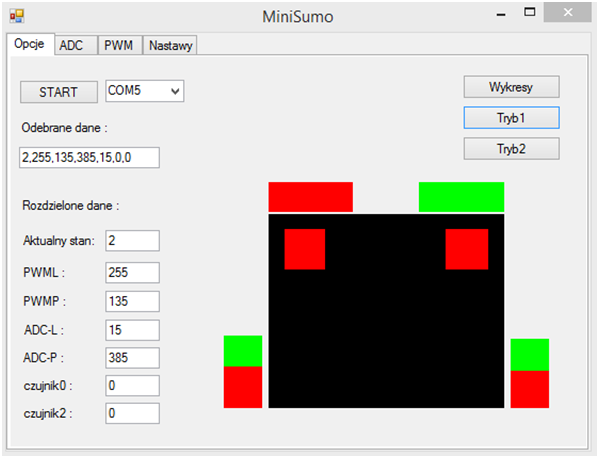 MiniSumo
Opcje ADC PWM Nastawy
START COM5 Wykresy
Tryb1
Odebrane dane :
Tryb2
2,255,135,385,15,0,0
Rozdzielone dane :
Aktualny stan: 2
PWML : 255
PWMP : 135
ADC-L : 15
ADC-P : 385
czujnik0 : 0
czujnik2 : 0